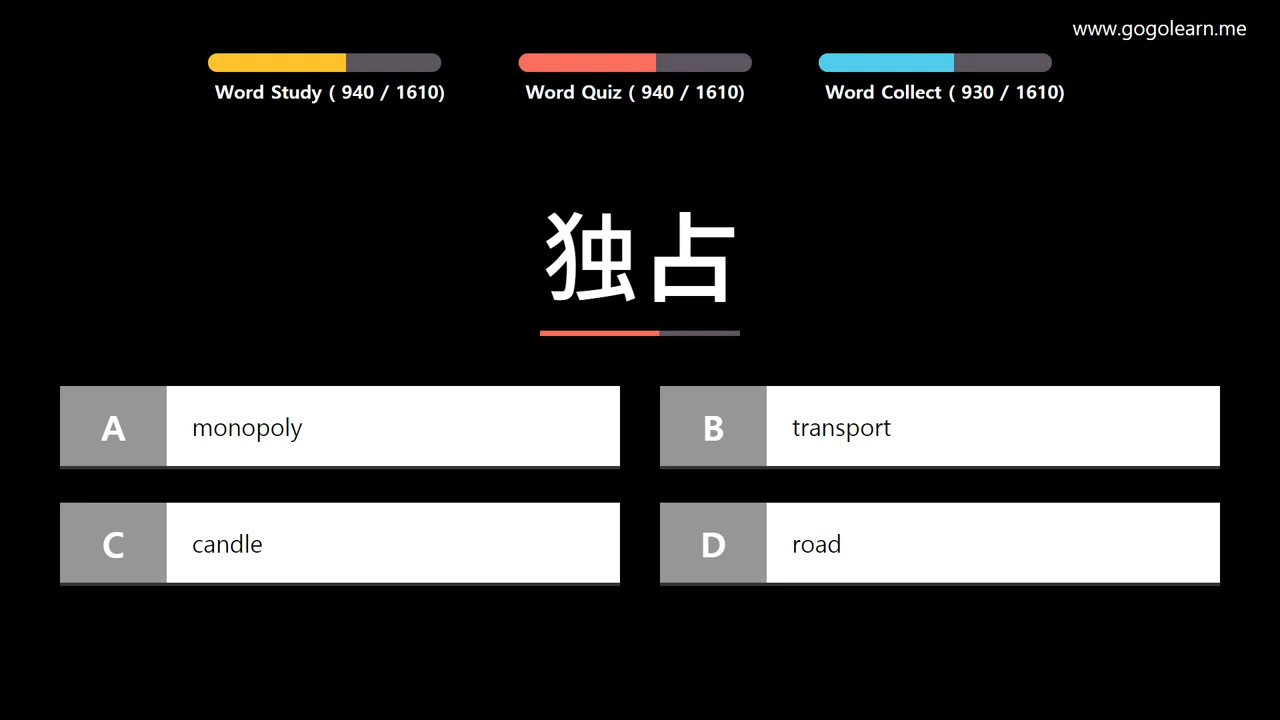 www.gogolearn.me
Word Study ( 940 / 1610)
Word Quiz ( 940 / 1610)
Word Collect ( 930 / 1610)
独占
A
monopoly
B
transport
C
candle
D
road